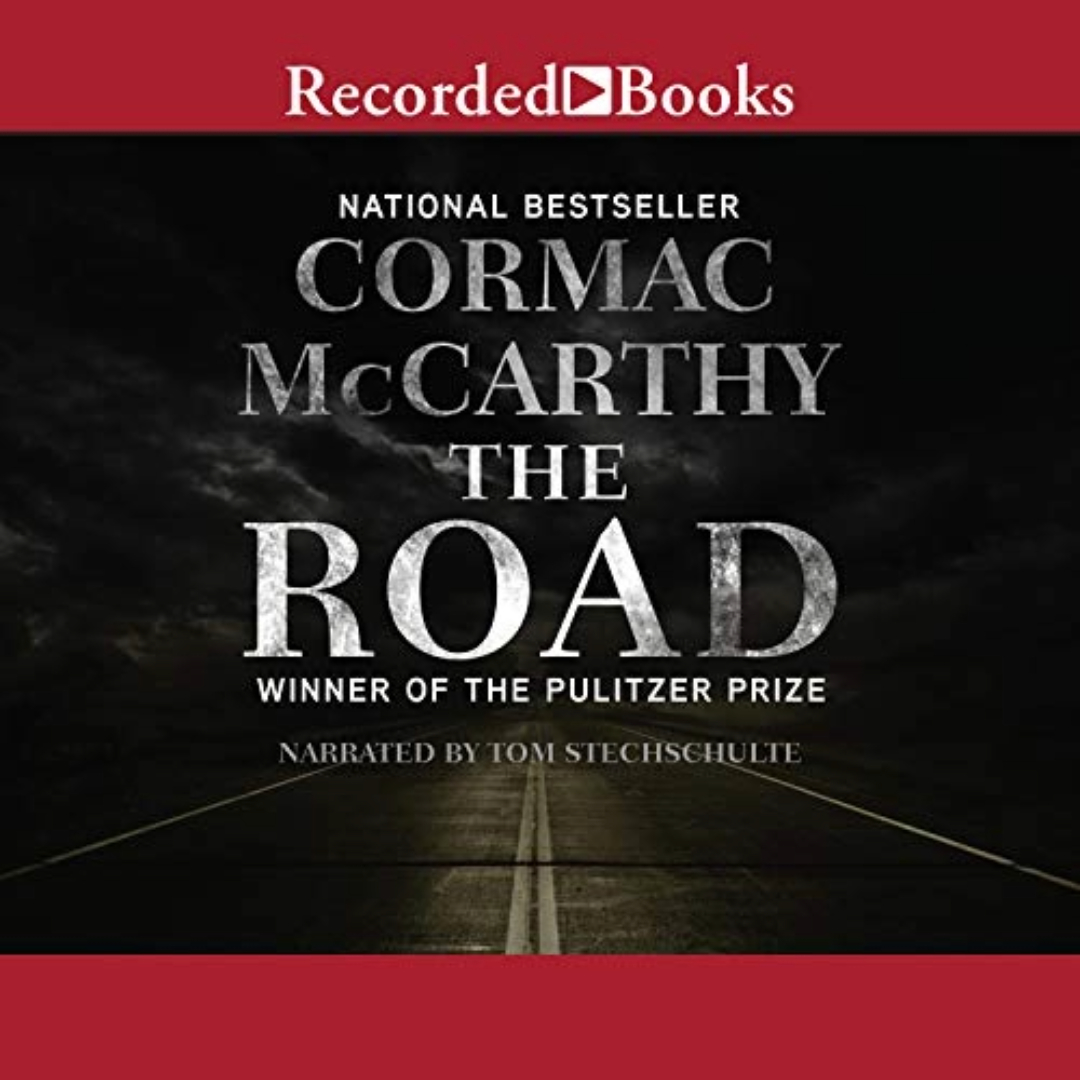 Recorded Books
NATIONAL BESTSELLER
CORMAC
McCARTHY
THE
ROAD
WINNER OF THE PULITZER PRIZE
NARRATED BY TOM STECHSCHULTE